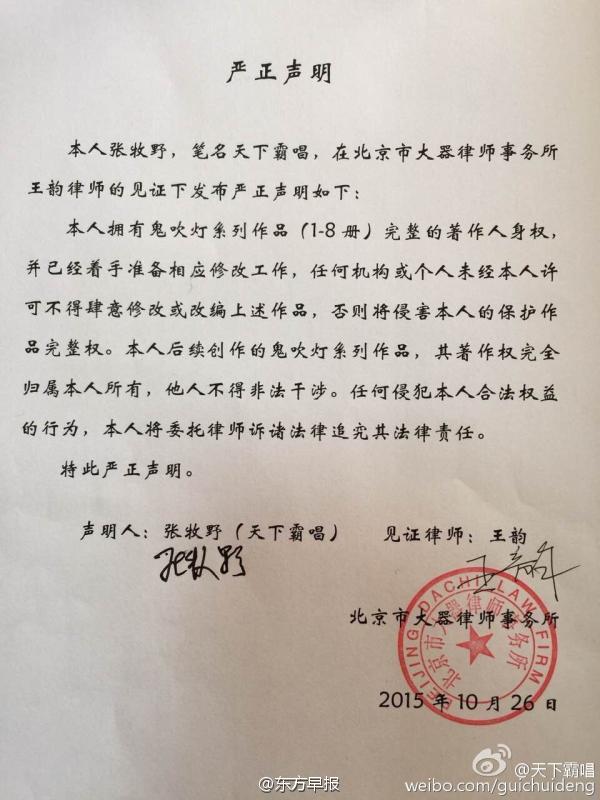 严正声明
本人张牧野，笔名天下霸唱，在北京市大器律师事务所
王韵律师的见证下发布严正声明如下：
本人拥有鬼吹灯系列作品（1-8册）完整的著作人身权，
并已经着手准备相应修改工作，任何机构或个人未经本人许
可不得肆意修改或改编上述作品，否则将侵害本人的保护作
品完整权。本人后续创作的鬼吹灯系列作品，其著作权完全
归属本人所有，他人不得非法干涉。任何侵犯本人合法权益
的行为，本人将委托律师诉诸法律追究其法律责任。
特此严正声明。
声明人：张牧野（天下霸唱） 见证律师：王韵
张牧野 王韵
北京市大器律师事务所
BEIJING DACHI LAW FIRM
北京市大器律师事务所
2015年10月26日
@天下霸唱
@东方早报 weibo.com/guichuideng